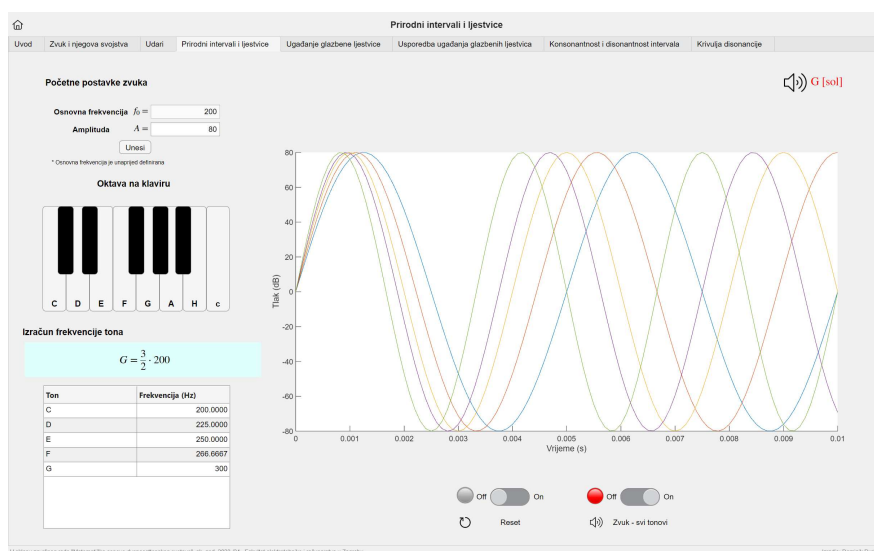 Prirodni intervali i ljestvice
Uvod Zvuk i njegova svojstva Udari Prirodni intervali i ljestvice Ugađanje glazbene ljestvice Usporedba ugađanja glazbenih ljestvica Konsonantnost i disonantnost intervala Krivulja disonancije
Početne postavke zvuka
G [sol]
Osnovna frekvencija f₀ = 200
Amplituda A = 80
Unesi
* Osnovna frekvencija je unaprijed definirana
Oktava na klaviru
C D E F G A H c
Izračun frekvencije tona
G = 3/2 · 200
Ton Frekvencija (Hz)
C 200.0000
D 225.0000
E 250.0000
F 266.6667
G 300
Tlak (dB)
80
60
40
20
0
-20
-40
-60
-80
0 0.001 0.002 0.003 0.004 0.005 0.006 0.007 0.008 0.009 0.01
Vrijeme (s)
Off On Off On
Reset Zvuk - svi tonovi